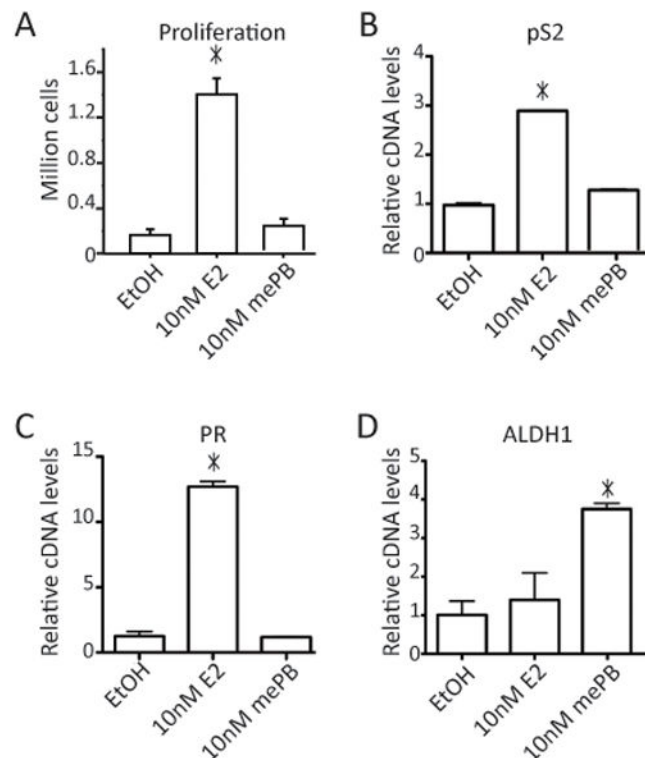 A
Proliferation
Million cells
1.6
1.2
0.8
0.4
0
*
EtOH
10nM E2
10nM mePB
B
pS2
Relative cDNA levels
4
3
2
1
0
*
EtOH
10nM E2
10nM mePB
C
PR
Relative cDNA levels
15
10
5
0
*
EtOH
10nM E2
10nM mePB
D
ALDH1
Relative cDNA levels
5
4
3
2
1
0
*
EtOH
10nM E2
10nM mePB